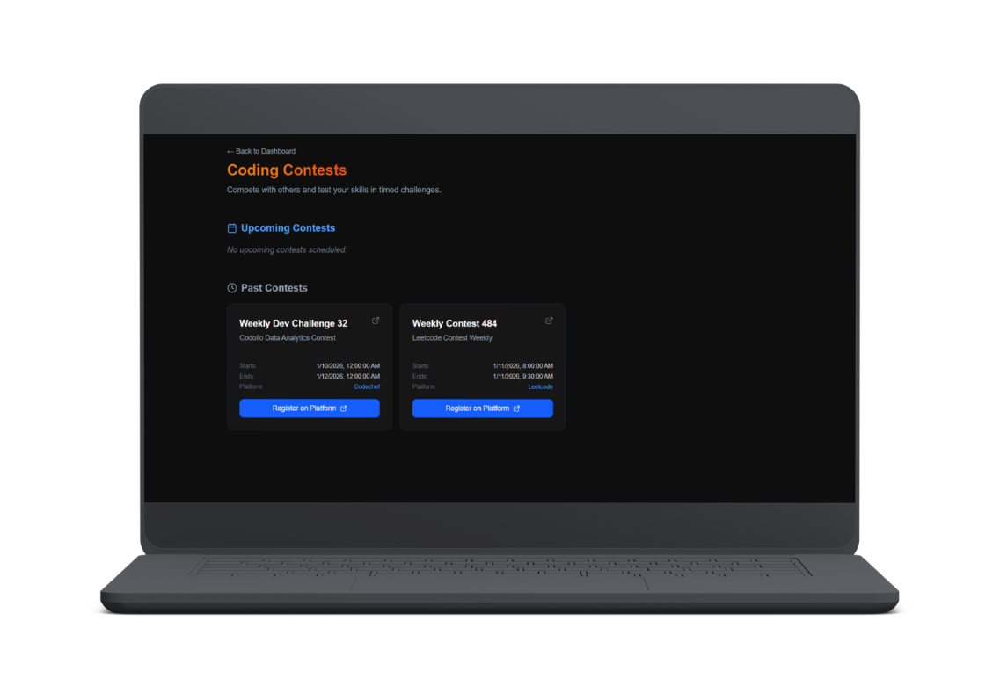 ← Back to Dashboard
Coding Contests
Compete with others and test your skills in timed challenges.
Upcoming Contests
No upcoming contests scheduled.
Past Contests
Weekly Dev Challenge 32
Codolio Data Analytics Contest
Starts: 1/10/2026, 12:00:00 AM
Ends: 1/12/2026, 12:00:00 AM
Platform: Codechef
Register on Platform
Weekly Contest 484
Leetcode Contest Weekly
Starts: 1/11/2026, 8:00:00 AM
Ends: 1/11/2026, 9:30:00 AM
Platform: Leetcode
Register on Platform